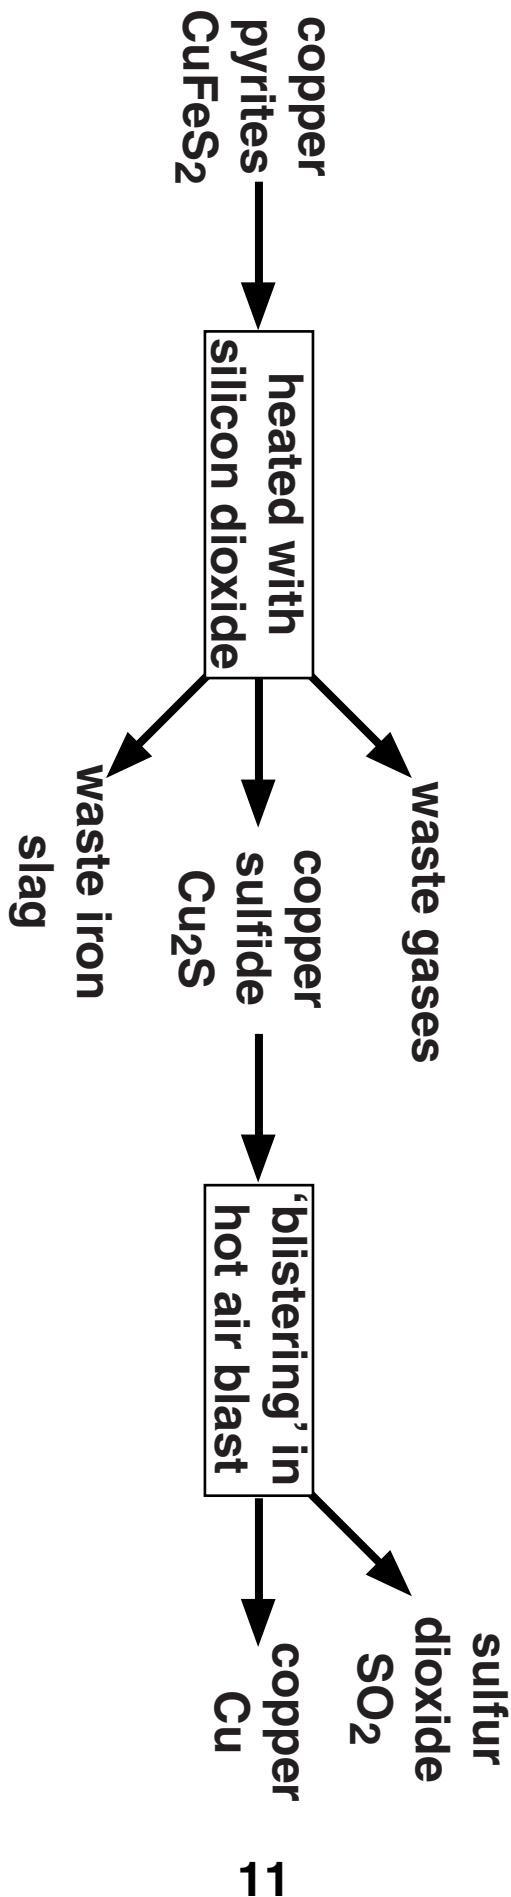 copper
pyrites
CuFeS₂
heated with
silicon dioxide
waste gases
copper
sulfide
Cu₂S
waste iron
slag
‘blistering’ in
hot air blast
sulfur
dioxide
SO₂
copper
Cu
11